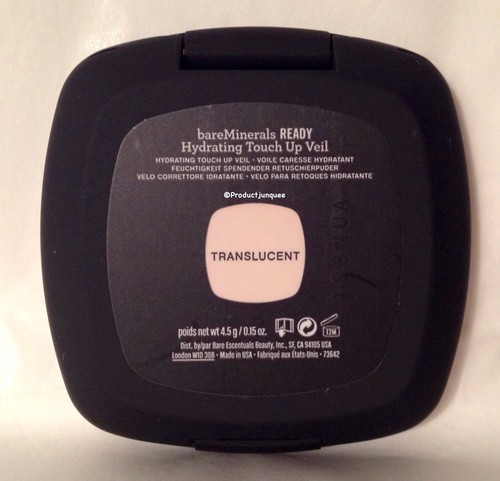 bareMinerals READY
Hydrating Touch Up Veil
HYDRATING TOUCH UP VEIL • VOILE CARESSE HYDRATANT
FEUCHTIGKEIT SPENDENDER RETUSCHIERPUDER
VELO CORRETTORE IDRATANTE • VELO PARA RETOQUES HIDRATANTE
©Productjunquee
TRANSLUCENT
poids net wt 4.5 g / 0.15 oz.
12M
Dist. by/par Bare Escentuals Beauty, Inc., SF, CA 94105 USA
London W1O 3DB • Made in USA • Fabriqué aux États-Unis • 73642